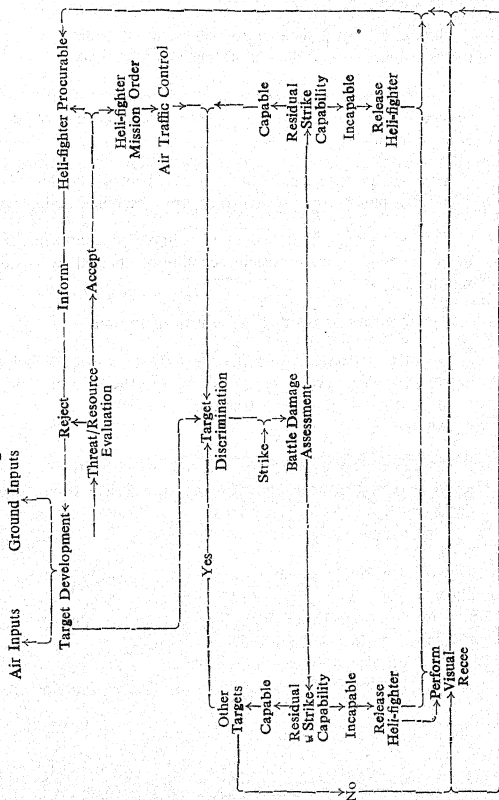 Air Inputs
Ground Inputs
Target Development
Reject
Inform
Heli-fighter Procurable
Threat/Resource
Evaluation
Accept
Heli-fighter
Mission Order
Air Traffic Control
Other
Targets
Yes
Target
Discrimination
Strike
Battle Damage
Assessment
Capable
Residual
Strike
Capability
Incapable
Release
Heli-fighter
Capable
Residual
Strike
Capability
Incapable
Release
Heli-fighter
Perform
Visual
Recce
No